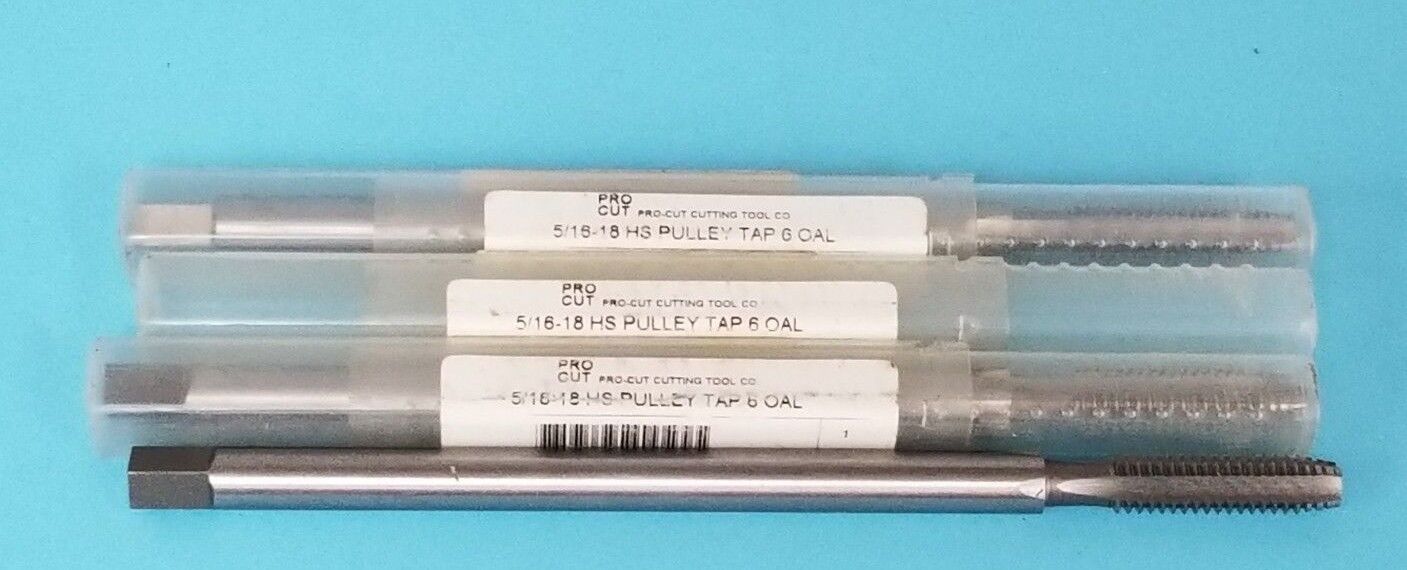 PRO
CUT PRO-CUT CUTTING TOOL CO
5/16-18 HS PULLEY TAP 6 OAL
PRO
CUT PRO-CUT CUTTING TOOL CO
5/16-18 HS PULLEY TAP 6 OAL
PRO
CUT PRO-CUT CUTTING TOOL CO
5/16-18 HS PULLEY TAP 6 OAL
1